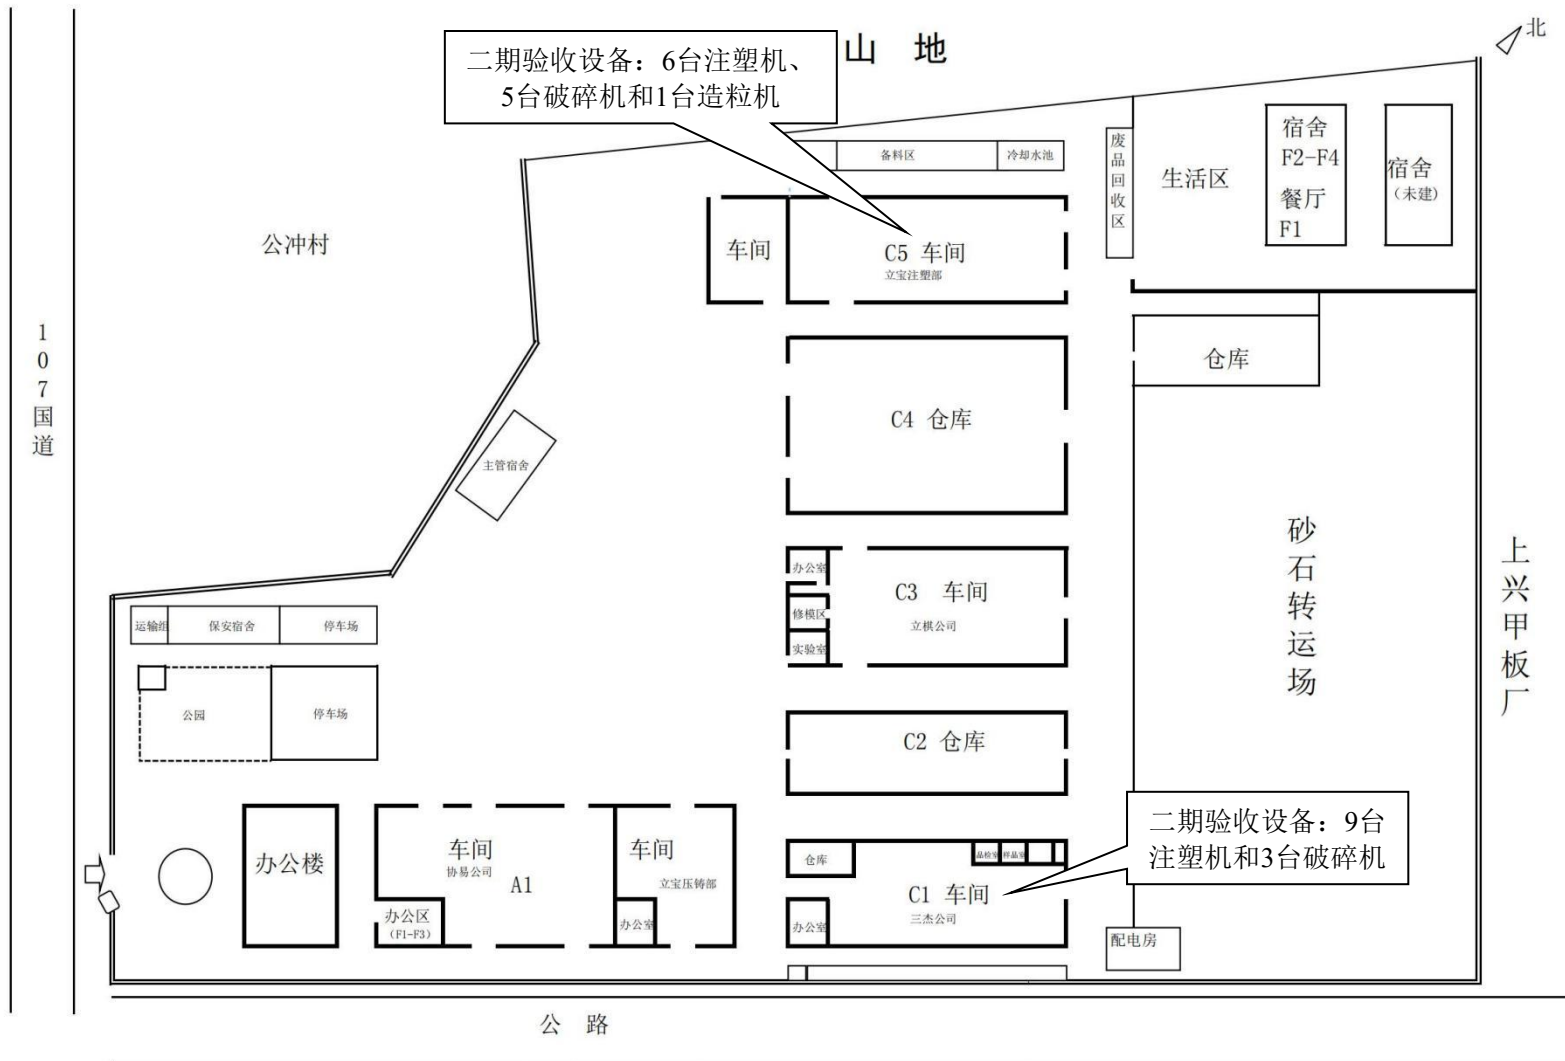 北
山 地
二期验收设备：6台注塑机、
5台破碎机和1台造粒机
备料区
冷却水池
废品回收区
生活区
宿舍
F2-F4
餐厅
F1
宿舍
（未建）
公冲村
车间
C5 车间
立宝注塑部
107国道
仓库
C4 仓库
主管宿舍
砂石转运场
上兴甲板厂
办公室
修模区
实验室
C3 车间
立棋公司
运输组
保安宿舍
停车场
公园
停车场
C2 仓库
二期验收设备：9台
注塑机和3台破碎机
办公楼
车间
协易公司
A1
办公区
（F1-F3）
车间
立宝压铸部
办公室
仓库
品检室
样品室
C1 车间
三杰公司
办公室
配电房
公 路